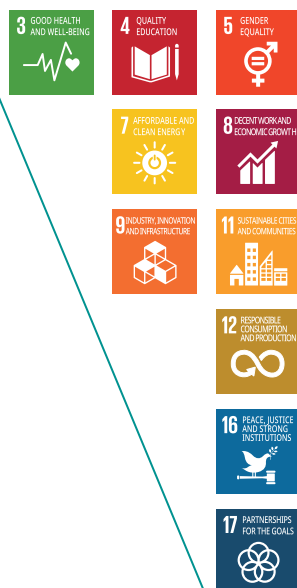 3 GOOD HEALTH
AND WELL-BEING
4 QUALITY
EDUCATION
5 GENDER
EQUALITY
7 AFFORDABLE AND
CLEAN ENERGY
8 DECENT WORK AND
ECONOMIC GROWTH
9 INDUSTRY, INNOVATION
AND INFRASTRUCTURE
11 SUSTAINABLE CITIES
AND COMMUNITIES
12 RESPONSIBLE
CONSUMPTION
AND PRODUCTION
16 PEACE, JUSTICE
AND STRONG
INSTITUTIONS
17 PARTNERSHIPS
FOR THE GOALS